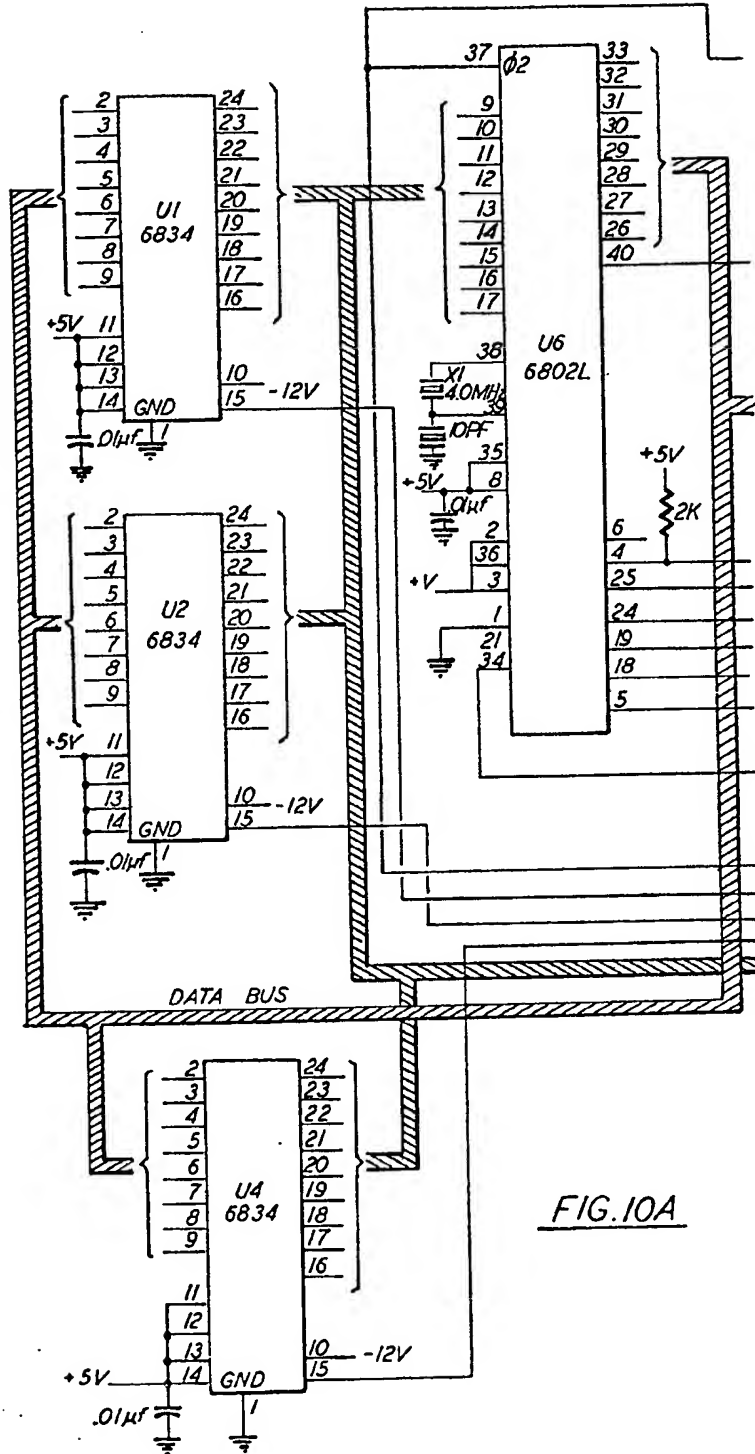 37 φ2 33
32
9 31
10 30
11 29
12 28
13 27
14 26
15 40
16
17
U6
6802L
38
X1
4.0MHz
39
10PF
35
+5V 8
.01µf
2
36
+V 3
1
21
34
+5V
2K
6
4
25
24
19
18
5
2 24
3 23
4 22
5 21
6 20
7 19
8 18
9 17
16
U1
6834
+5V 11
12
13 10
14 GND 15 -12V
.01µf 1
2 24
3 23
4 22
5 21
6 20
7 19
8 18
9 17
16
U2
6834
+5V 11
12
13 10 -12V
14 GND 15
.01µf 1
DATA BUS
2 24
3 23
4 22
5 21
6 20
7 19
8 18
9 17
16
U4
6834
11
12
13 10 -12V
+5V 14 GND 15
.01µf 1
FIG. 10A